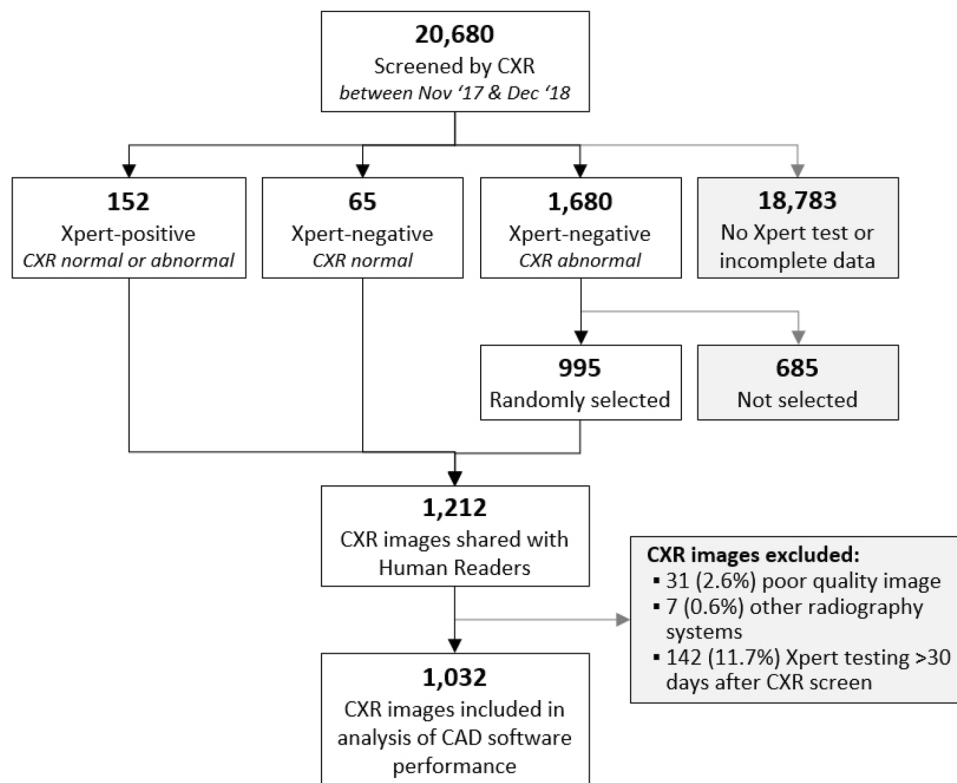 20,680
Screened by CXR
between Nov ‘17 & Dec ‘18
152
Xpert-positive
CXR normal or abnormal
65
Xpert-negative
CXR normal
1,680
Xpert-negative
CXR abnormal
18,783
No Xpert test or
incomplete data
995
Randomly selected
685
Not selected
1,212
CXR images shared with
Human Readers
CXR images excluded:
▪ 31 (2.6%) poor quality image
▪ 7 (0.6%) other radiography
systems
▪ 142 (11.7%) Xpert testing >30
days after CXR screen
1,032
CXR images included in
analysis of CAD software
performance